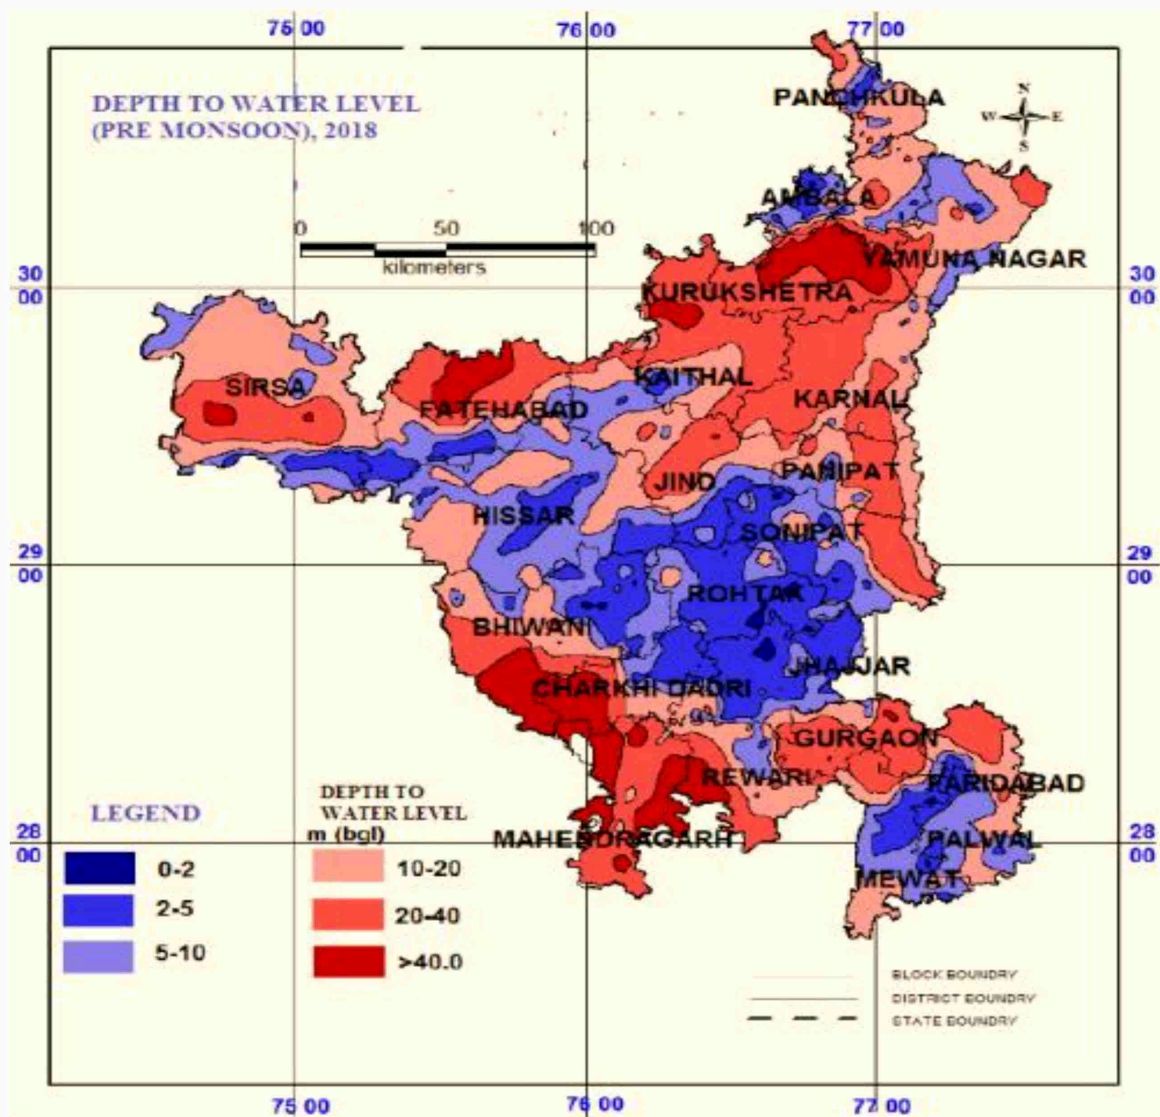 75 00 76 00 77 00
DEPTH TO WATER LEVEL
(PRE MONSOON), 2018
PANCHKULA
N
W E
S
AMBALA
0 50 100
kilometers
YAMUNA NAGAR
30
00
30
00
KURUKSHETRA
KAITHAL
SIRSA
KARNAL
FATEHABAD
PANIPAT
JIND
HISSAR
SONIPAT
29
00
29
00
ROHTAK
BHIWANI
JHAJJAR
CHARKHI DADRI
GURGAON
REWARI
FARIDABAD
MAHENDRAGARH
PALWAL
MEWAT
28
00
28
00
LEGEND
DEPTH TO
WATER LEVEL
m (bgl)
0-2
2-5
5-10
10-20
20-40
>40.0
BLOCK BOUNDRY
DISTRICT BOUNDRY
STATE BOUNDRY
75 00 76 00 77 00